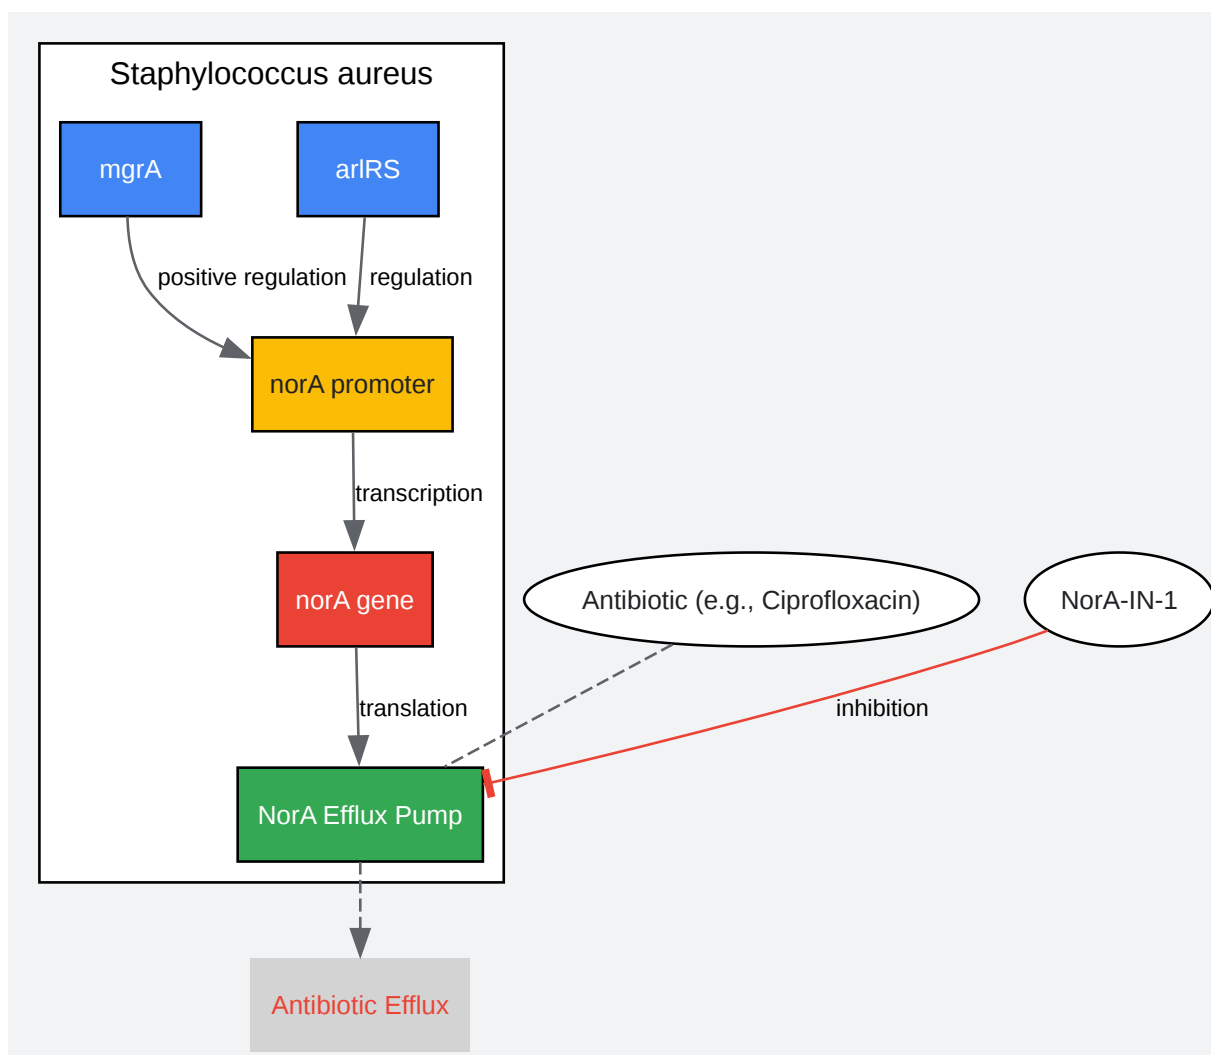 Staphylococcus aureus
mgrA
arlRS
positive regulation
regulation
norA promoter
transcription
norA gene
Antibiotic (e.g., Ciprofloxacin)
NorA-IN-1
translation
inhibition
NorA Efflux Pump
Antibiotic Efflux